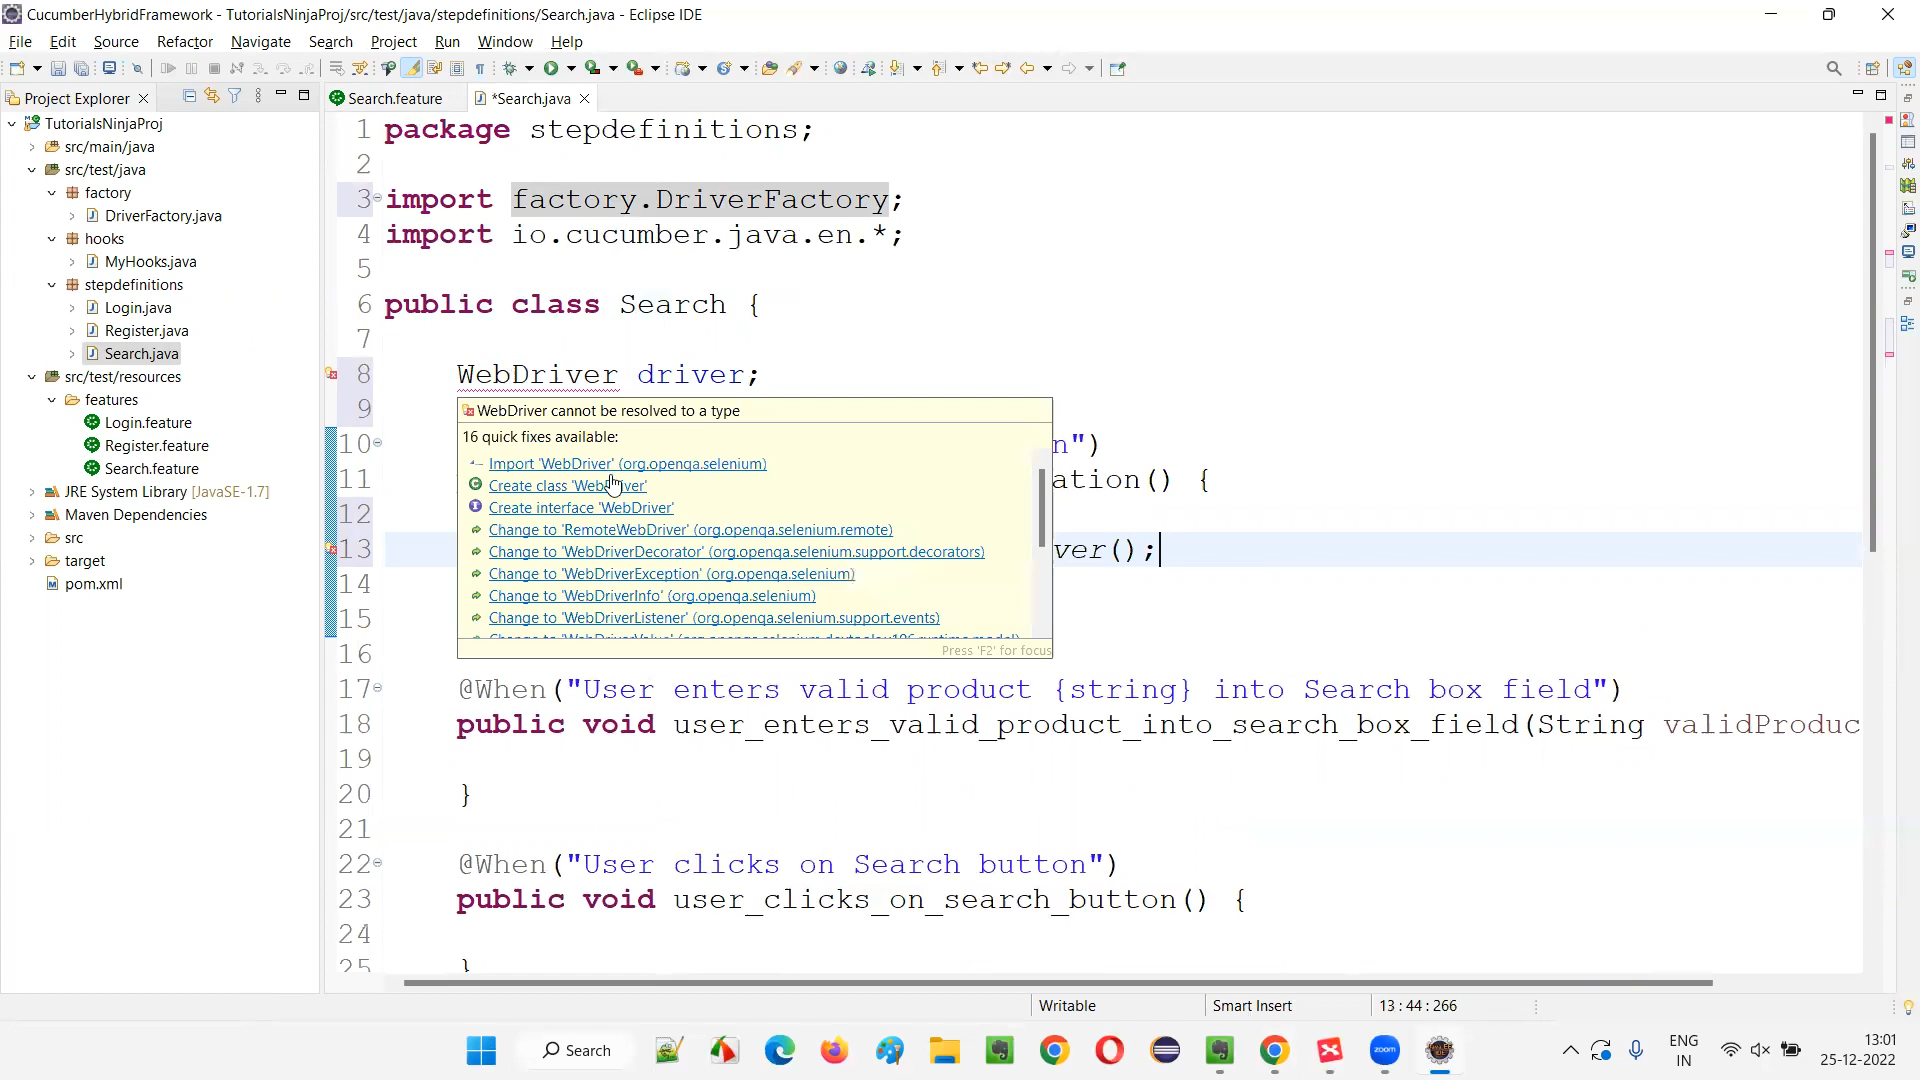 CucumberHybridFramework - TutorialsNinjaProj/src/test/java/stepdefinitions/Search.java - Eclipse IDE
File Edit Source Refactor Navigate Search Project Run Window Help
Project Explorer
Search.feature
*Search.java
TutorialsNinjaProj
src/main/java
src/test/java
factory
DriverFactory.java
hooks
MyHooks.java
stepdefinitions
Login.java
Register.java
Search.java
src/test/resources
features
Login.feature
Register.feature
Search.feature
JRE System Library [JavaSE-1.7]
Maven Dependencies
src
target
pom.xml
1 package stepdefinitions;
2
3 import factory.DriverFactory;
4 import io.cucumber.java.en.*;
5
6 public class Search {
7
8 WebDriver driver;
9
10 n")
11 ation() {
12
13 ver();
14
15
16
17 @When("User enters valid product {string} into Search box field")
18 public void user_enters_valid_product_into_search_box_field(String validProduc
19
20 }
21
22 @When("User clicks on Search button")
23 public void user_clicks_on_search_button() {
24
25 }
WebDriver cannot be resolved to a type
16 quick fixes available:
Import 'WebDriver' (org.openqa.selenium)
Create class 'WebDriver'
Create interface 'WebDriver'
Change to 'RemoteWebDriver' (org.openqa.selenium.remote)
Change to 'WebDriverDecorator' (org.openqa.selenium.support.decorators)
Change to 'WebDriverException' (org.openqa.selenium)
Change to 'WebDriverInfo' (org.openqa.selenium)
Change to 'WebDriverListener' (org.openqa.selenium.support.events)
Press 'F2' for focus
Writable
Smart Insert
13 : 44 : 266
Search
zoom
ENG
IN
13:01
25-12-2022